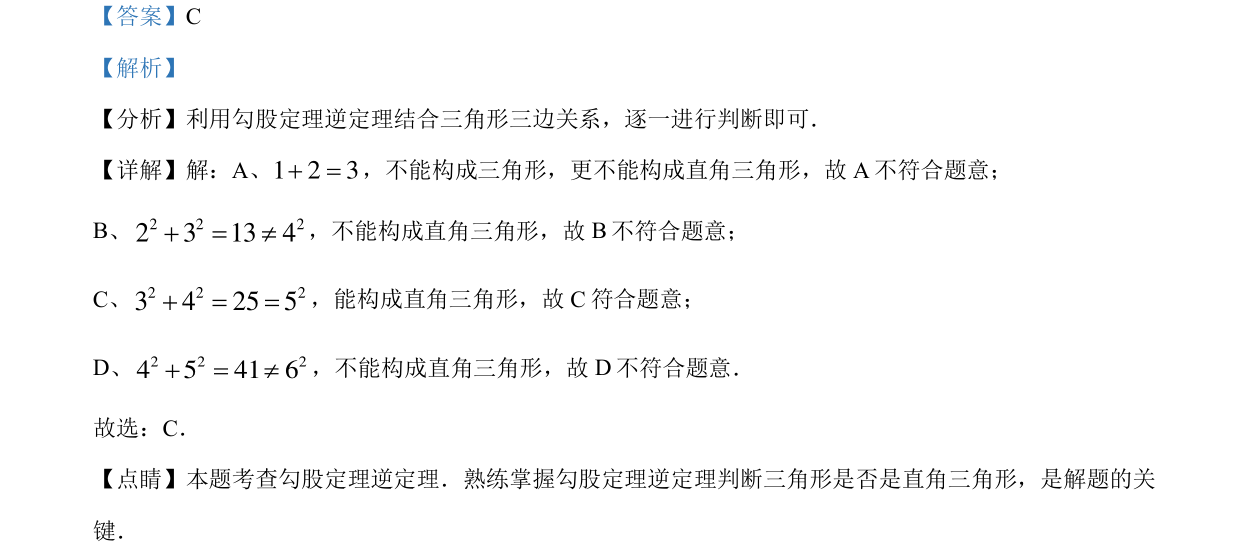 【答案】C
【解析】
【分析】利用勾股定理逆定理结合三角形三边关系，逐一进行判断即可．
【详解】解：A、1+2=3，不能构成三角形，更不能构成直角三角形，故 A 不符合题意；
B、2²+3²=13≠4²，不能构成直角三角形，故 B 不符合题意；
C、3²+4²=25=5²，能构成直角三角形，故 C 符合题意；
D、4²+5²=41≠6²，不能构成直角三角形，故 D 不符合题意．
故选：C．
【点睛】本题考查勾股定理逆定理．熟练掌握勾股定理逆定理判断三角形是否是直角三角形，是解题的关
键．